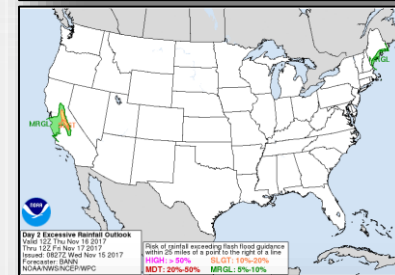 MRGL
MRGL
SLGT
noaa
Day 2 Excessive Rainfall Outlook
Valid 12Z Thu Nov 16 2017
Thru 12Z Fri Nov 17 2017
Issued: 0827Z Wed Nov 15 2017
Forecaster: BANN
NOAA/NWS/NCEP/WPC
Risk of rainfall exceeding flash flood guidance
within 25 miles of a point to the right of a line
HIGH: > 50% SLGT: 10%-20%
MDT: 20%-50% MRGL: 5%-10%